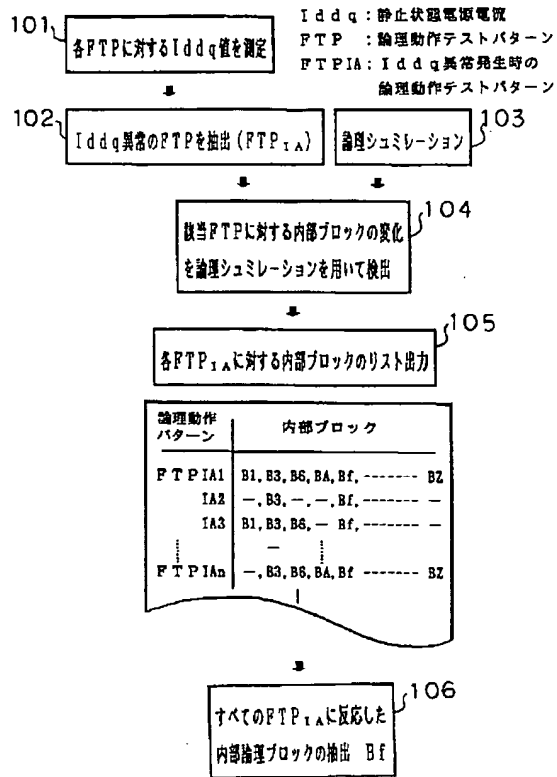 Iddq:静止状態電源電流
FTP :論理動作テストパターン
FTPIA:Iddq異常発生時の
論理動作テストパターン
101
各FTPに対するIddq値を測定
102
Iddq異常のFTPを抽出(FTPIA)
103
論理シュミレーション
104
該当FTPに対する内部ブロックの変化
を論理シュミレーションを用いて検出
105
各FTPIAに対する内部ブロックのリスト出力
論理動作
パターン
内部ブロック
FTPIA1 B1,B3,B6,BA,Bf,------- BZ
IA2 –,B3,–,–,Bf,------- –
IA3 B1,B3,B6,–Bf,------- –
FTPIAn –,B3,B6,BA,Bf ------- BZ
106
すべてのFTPIAに反応した
内部論理ブロックの抽出 Bf